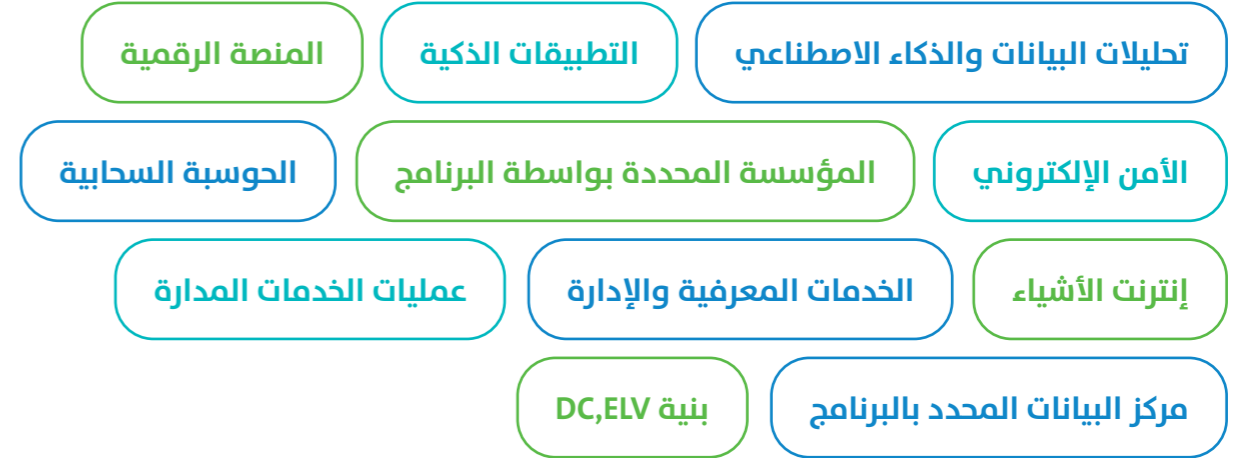 تحليلات البيانات والذكاء الاصطناعي
التطبيقات الذكية
المنصة الرقمية
الأمن الإلكتروني
المؤسسة المحددة بواسطة البرنامج
الحوسبة السحابية
إنترنت الأشياء
الخدمات المعرفية والإدارة
عمليات الخدمات المدارة
مركز البيانات المحدد بالبرنامج
بنية DC,ELV